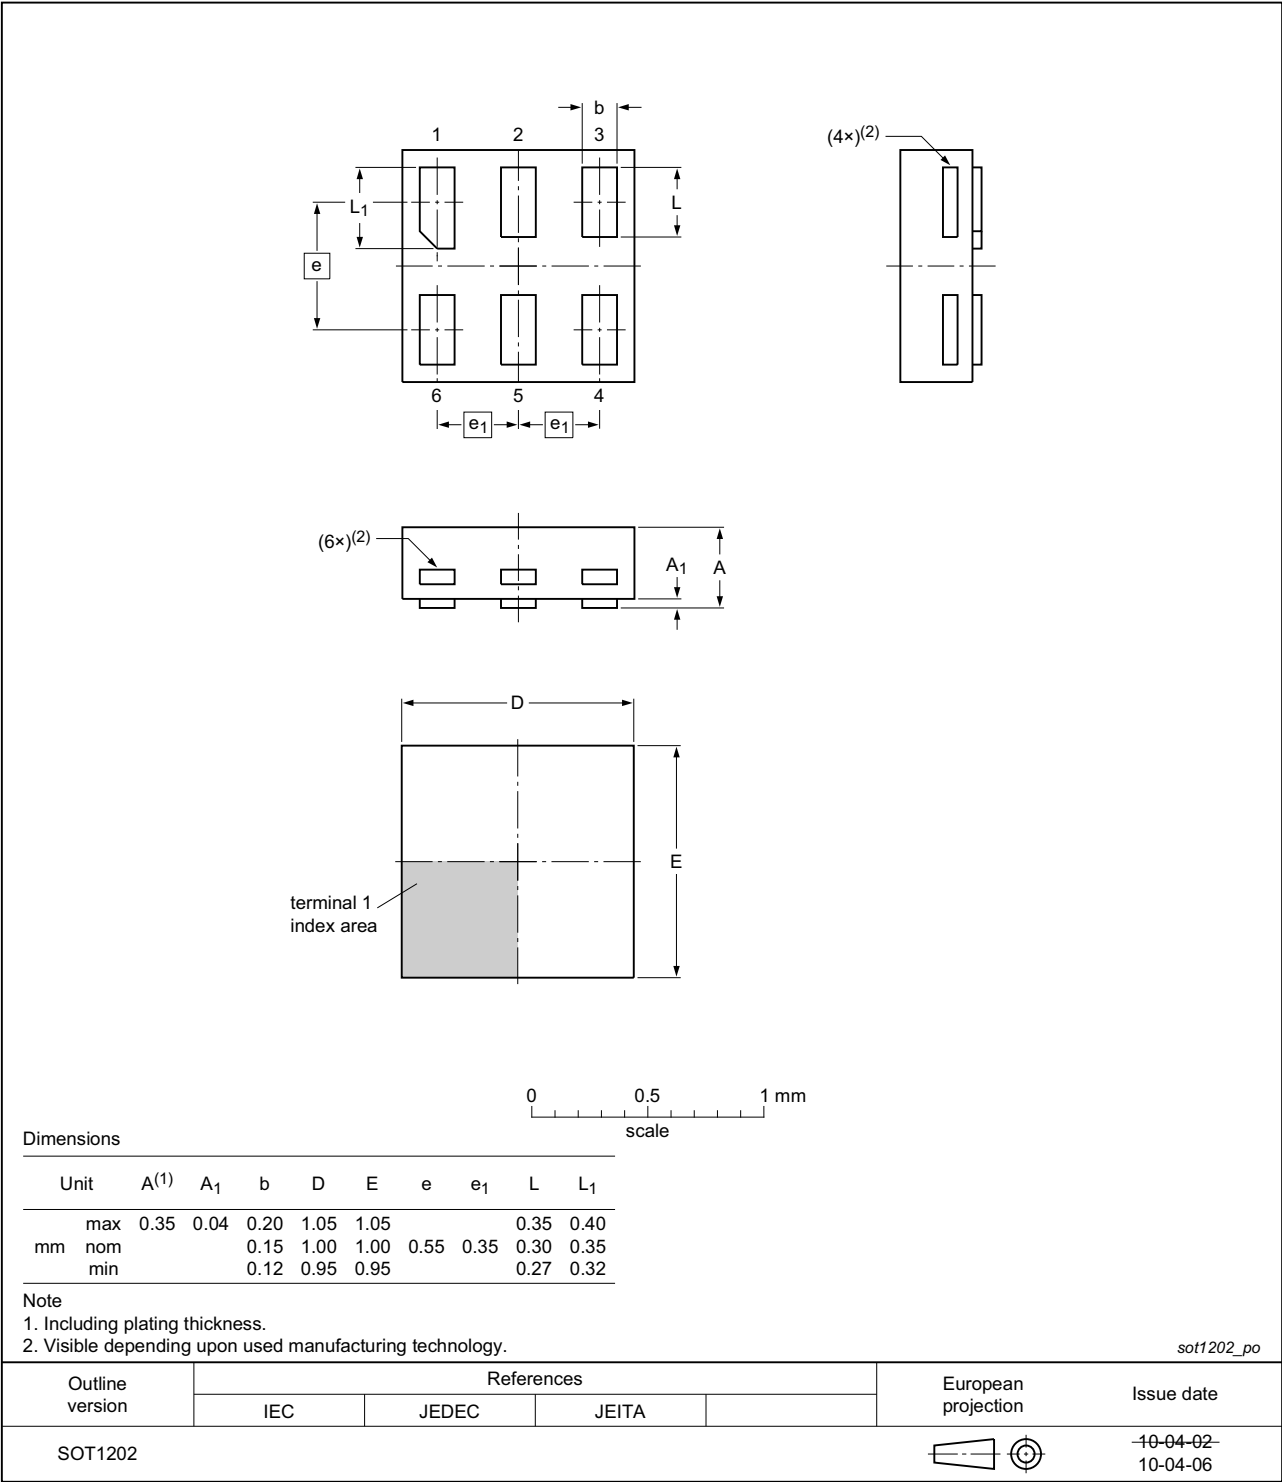 b
1 2 3
(4×)(2)
L1
L
e
6 5 4
e1 e1
(6×)(2)
A1 A
D
E
terminal 1
index area
0 0.5 1 mm
scale
Dimensions
Unit A(1) A1 b D E e e1 L L1
max 0.35 0.04 0.20 1.05 1.05 0.35 0.40
mm nom 0.15 1.00 1.00 0.55 0.35 0.30 0.35
min 0.12 0.95 0.95 0.27 0.32
Note
1. Including plating thickness.
2. Visible depending upon used manufacturing technology.
sot1202_po
Outline version References European projection Issue date
IEC JEDEC JEITA
SOT1202
10-04-02
10-04-06